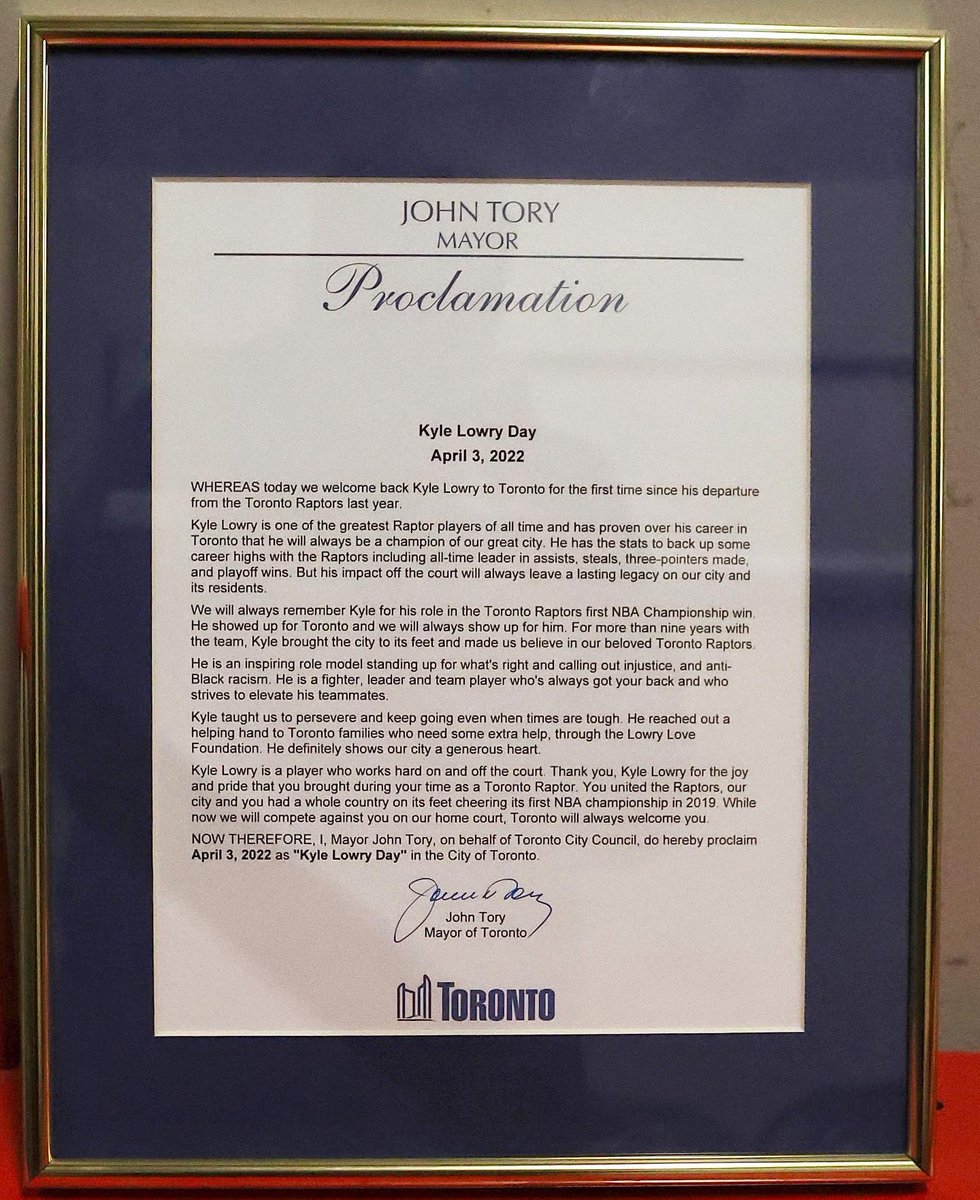 JOHN TORY
MAYOR
Proclamation
Kyle Lowry Day
April 3, 2022
WHEREAS today we welcome back Kyle Lowry to Toronto for the first time since his departure
from the Toronto Raptors last year.
Kyle Lowry is one of the greatest Raptor players of all time and has proven over his career in
Toronto that he will always be a champion of our great city. He has the stats to back up some
career highs with the Raptors including all-time leader in assists, steals, three-pointers made,
and playoff wins. But his impact off the court will always leave a lasting legacy on our city and
its residents.
We will always remember Kyle for his role in the Toronto Raptors first NBA Championship win.
He showed up for Toronto and we will always show up for him. For more than nine years with
the team, Kyle brought the city to its feet and made us believe in our beloved Toronto Raptors.
He is an inspiring role model standing up for what's right and calling out injustice, and anti-
Black racism. He is a fighter, leader and team player who's always got your back and who
strives to elevate his teammates.
Kyle taught us to persevere and keep going even when times are tough. He reached out a
helping hand to Toronto families who need some extra help, through the Lowry Love
Foundation. He definitely shows our city a generous heart.
Kyle Lowry is a player who works hard on and off the court. Thank you, Kyle Lowry for the joy
and pride that you brought during your time as a Toronto Raptor. You united the Raptors, our
city and you had a whole country on its feet cheering its first NBA championship in 2019. While
now we will compete against you on our home court, Toronto will always welcome you.
NOW THEREFORE, I, Mayor John Tory, on behalf of Toronto City Council, do hereby proclaim
April 3, 2022 as "Kyle Lowry Day" in the City of Toronto.
John Tory
John Tory
Mayor of Toronto
TORONTO